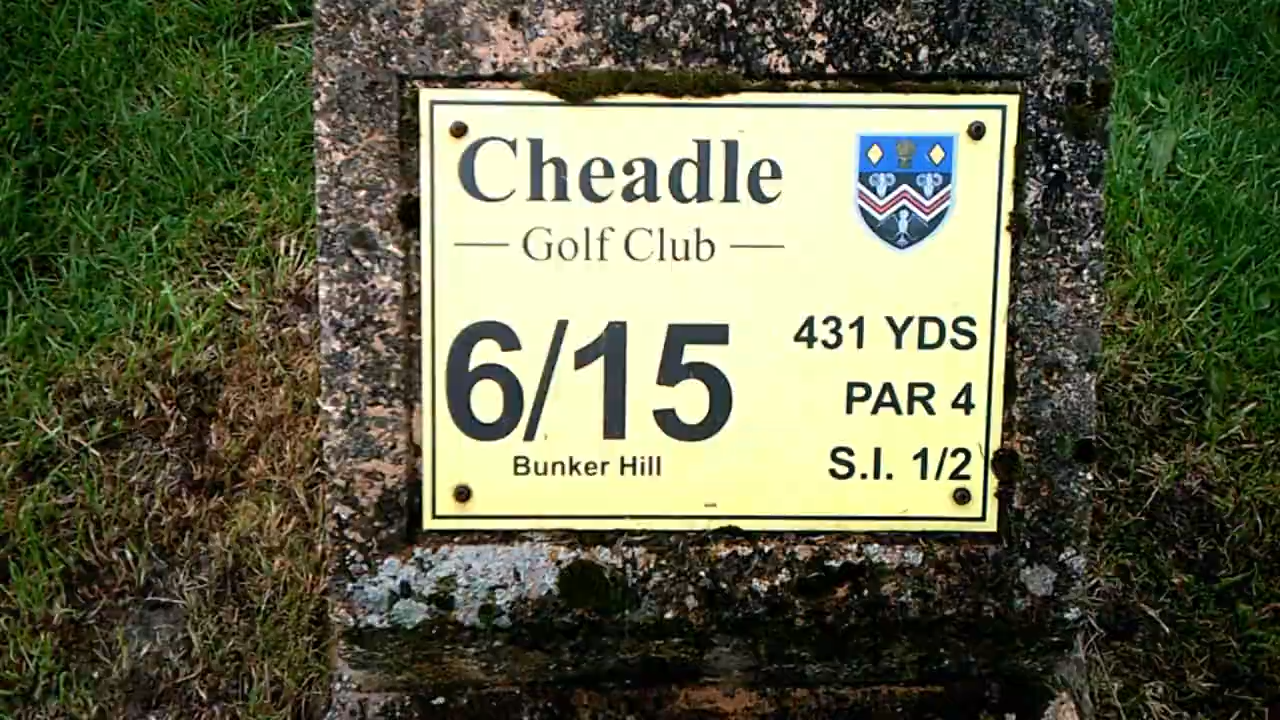 Cheadle
Golf Club
6/15
Bunker Hill
431 YDS
PAR 4
S.I. 1/2